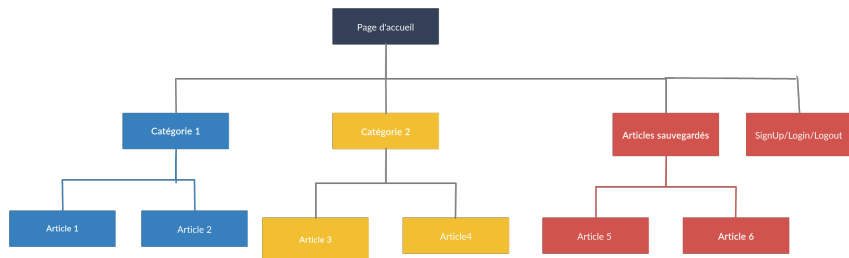 Page d'accueil
Catégorie 1
Catégorie 2
Articles sauvegardés
SignUp/Login/Logout
Article 1
Article 2
Article 3
Article4
Article 5
Article 6